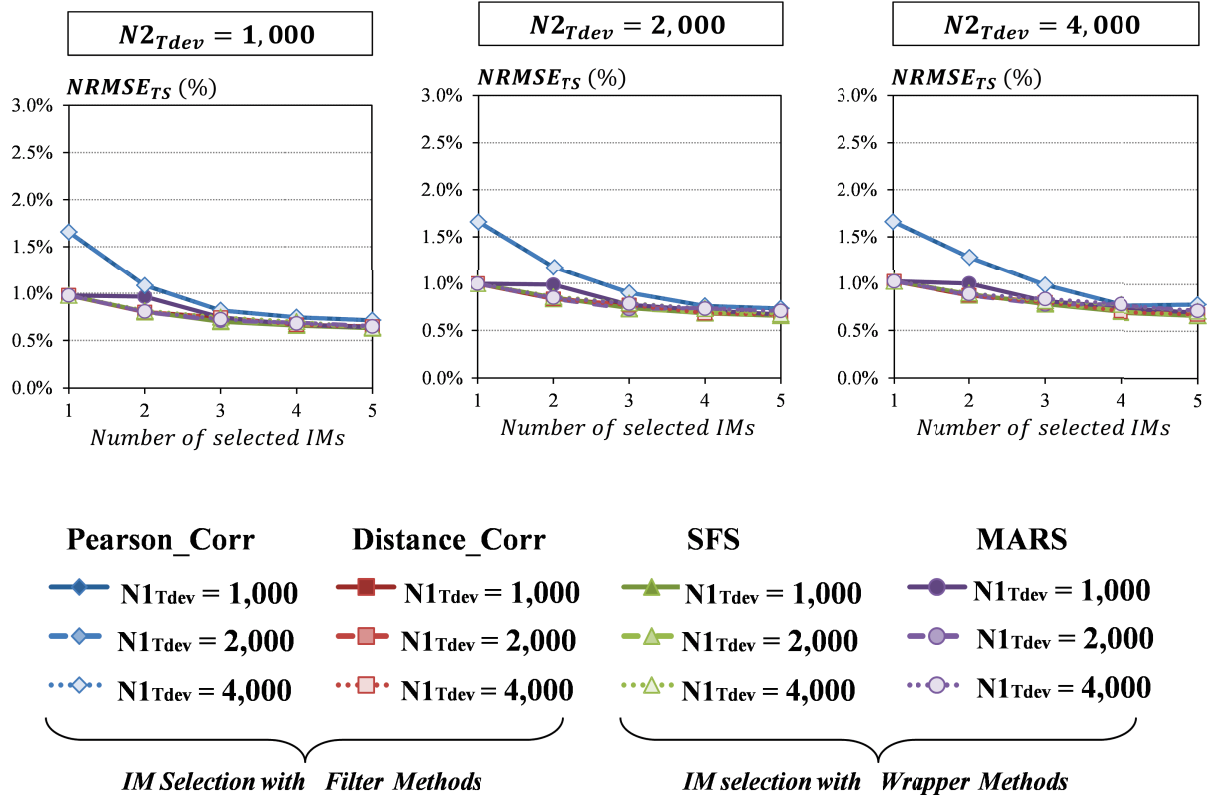 N2Tdev = 1,000
N2Tdev = 2,000
N2Tdev = 4,000
NRMSETS (%)
3.0%
2.5%
2.0%
1.5%
1.0%
0.5%
0.0%
1 2 3 4 5
Number of selected IMs
NRMSETS (%)
3.0%
2.5%
2.0%
1.5%
1.0%
0.5%
0.0%
1 2 3 4 5
Number of selected IMs
NRMSETS (%)
3.0%
2.5%
2.0%
1.5%
1.0%
0.5%
0.0%
1 2 3 4 5
Number of selected IMs
Pearson_Corr
N1Tdev = 1,000
N1Tdev = 2,000
N1Tdev = 4,000
Distance_Corr
N1Tdev = 1,000
N1Tdev = 2,000
N1Tdev = 4,000
SFS
N1Tdev = 1,000
N1Tdev = 2,000
N1Tdev = 4,000
MARS
N1Tdev = 1,000
N1Tdev = 2,000
N1Tdev = 4,000
IM Selection with Filter Methods
IM selection with Wrapper Methods